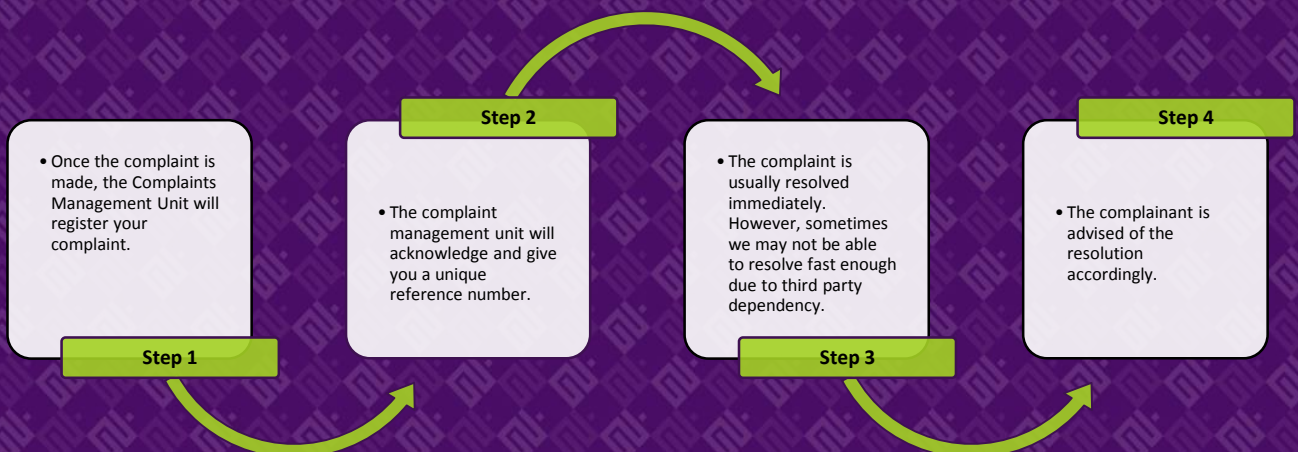 • Once the complaint is
made, the Complaints
Management Unit will
register your
complaint.
Step 1
Step 2
• The complaint
management unit will
acknowledge and give
you a unique
reference number.
• The complaint is
usually resolved
immediately.
However, sometimes
we may not be able
to resolve fast enough
due to third party
dependency.
Step 3
Step 4
• The complainant is
advised of the
resolution
accordingly.